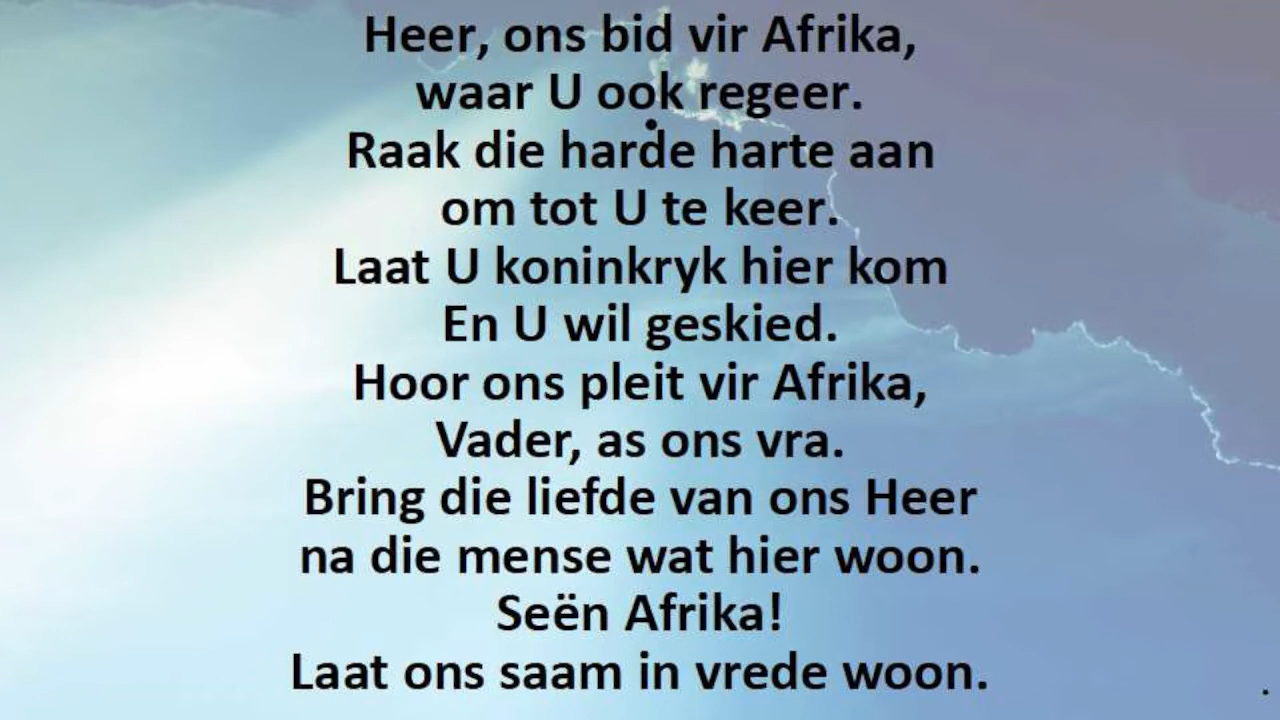 Heer, ons bid vir Afrika,
waar U ook regeer.
Raak die harde harte aan
om tot U te keer.
Laat U koninkryk hier kom
En U wil geskied.
Hoor ons pleit vir Afrika,
Vader, as ons vra.
Bring die liefde van ons Heer
na die mense wat hier woon.
Seën Afrika!
Laat ons saam in vrede woon.